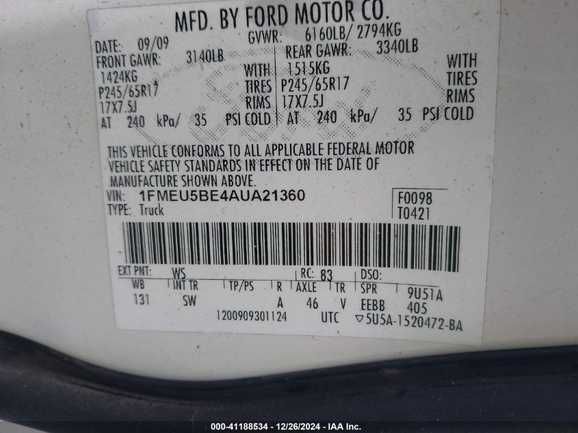 MFD. BY FORD MOTOR CO.
DATE: 09/09 GVWR: 6160LB/ 2794KG
FRONT GAWR: 3140LB REAR GAWR: 3340LB
1424KG WITH 1515KG WITH
P245/65R17 TIRES P245/65R17 TIRES
17X7.5J RIMS 17X7.5J RIMS
AT 240 kPa/ 35 PSI COLD AT 240 kPa/ 35 PSI COLD
THIS VEHICLE CONFORMS TO ALL APPLICABLE FEDERAL MOTOR
VEHICLE SAFETY STANDARDS IN EFFECT ON THE DATE OF
MANUFACTURE SHOWN ABOVE.
VIN: 1FMEU5BE4AUA21360 F0098
TYPE: Truck T0421
EXT PNT: WS RC: 83 DSO:
WB INT TR TP/PS R AXLE TR SPR 9U51A
131 SW A 46 V EEBB 405
1200909301124 UTC ▽5U5A-1520472-BA
000-41188534 • 12/26/2024 • IAA Inc.